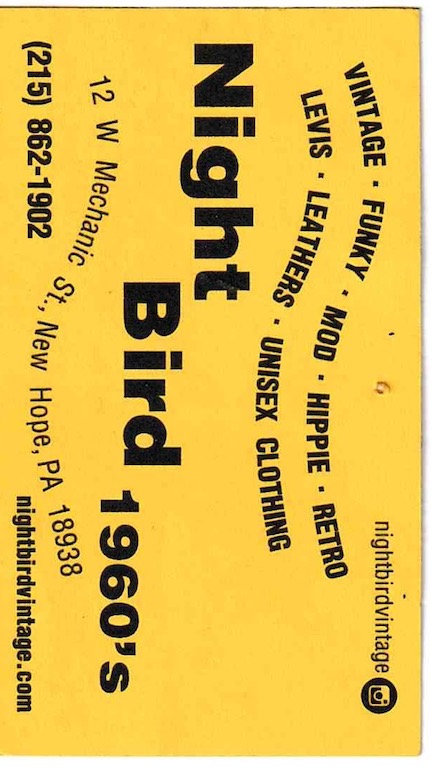 nightbirdvintage
VINTAGE · FUNKY · MOD · HIPPIE · RETRO
LEVIS · LEATHERS · UNISEX CLOTHING
Night
Bird 1960's
12 W Mechanic St., New Hope, PA 18938
(215) 862-1902
nightbirdvintage.com